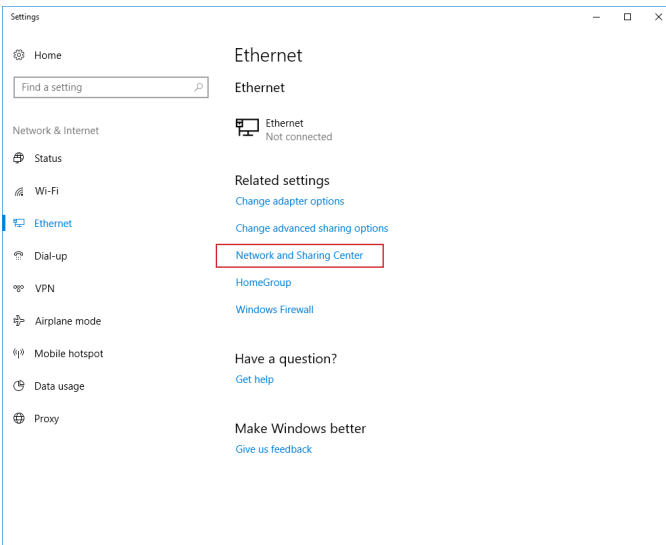 Settings
Home
Find a setting
Network & Internet
Status
Wi-Fi
Ethernet
Dial-up
VPN
Airplane mode
Mobile hotspot
Data usage
Proxy
Ethernet
Ethernet
Ethernet
Not connected
Related settings
Change adapter options
Change advanced sharing options
Network and Sharing Center
HomeGroup
Windows Firewall
Have a question?
Get help
Make Windows better
Give us feedback